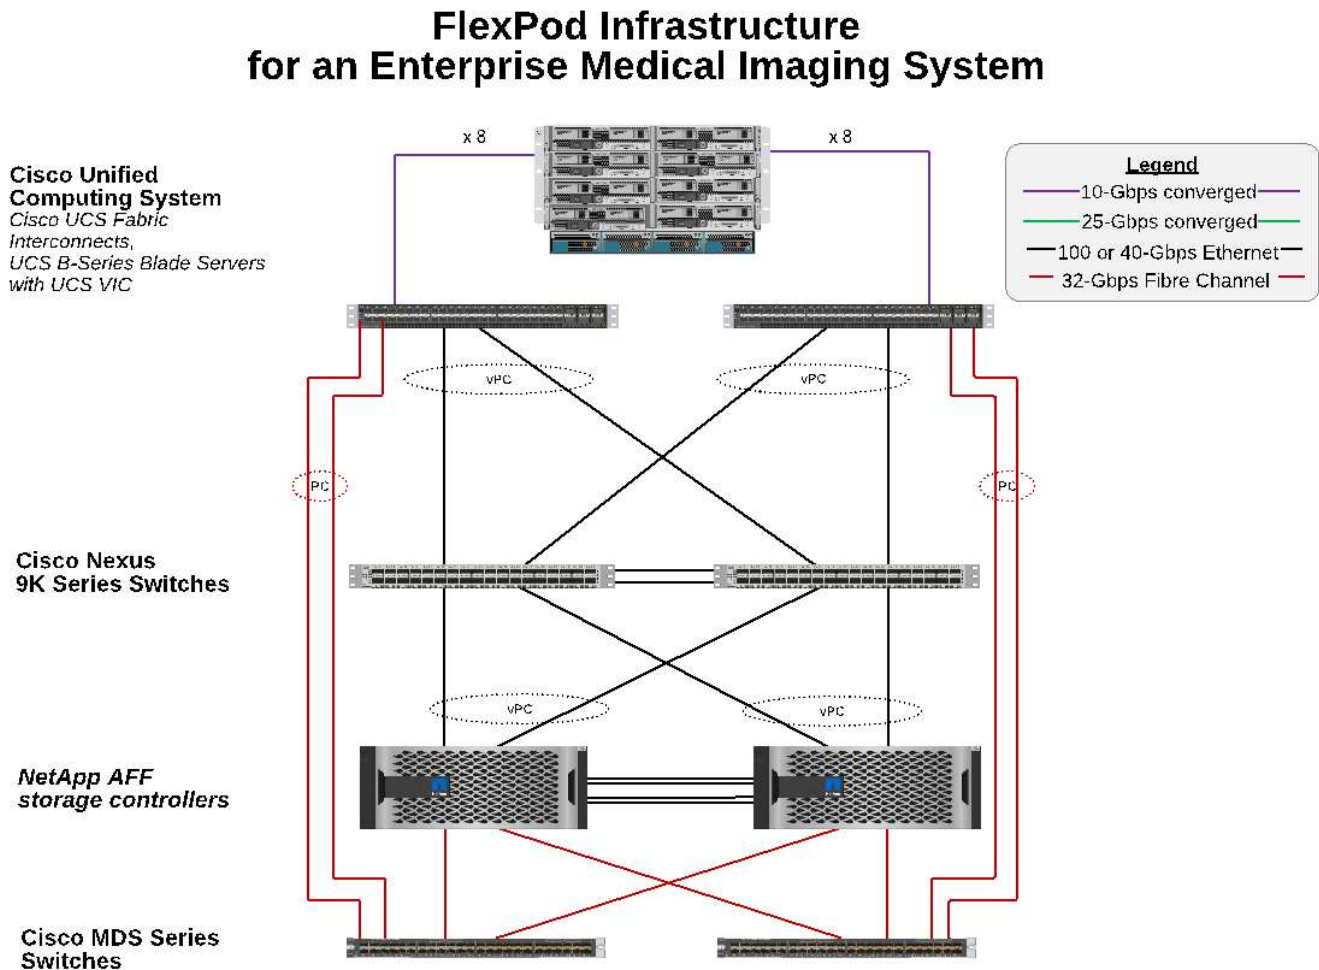 FlexPod Infrastructure
for an Enterprise Medical Imaging System
x 8
x 8
Cisco Unified
Computing System
Cisco UCS Fabric
Interconnects,
UCS B-Series Blade Servers
with UCS VIC
Legend
10-Gbps converged
25-Gbps converged
100 or 40-Gbps Ethernet
32-Gbps Fibre Channel
vPC
vPC
PC
PC
Cisco Nexus
9K Series Switches
vPC
vPC
NetApp AFF
storage controllers
Cisco MDS Series
Switches